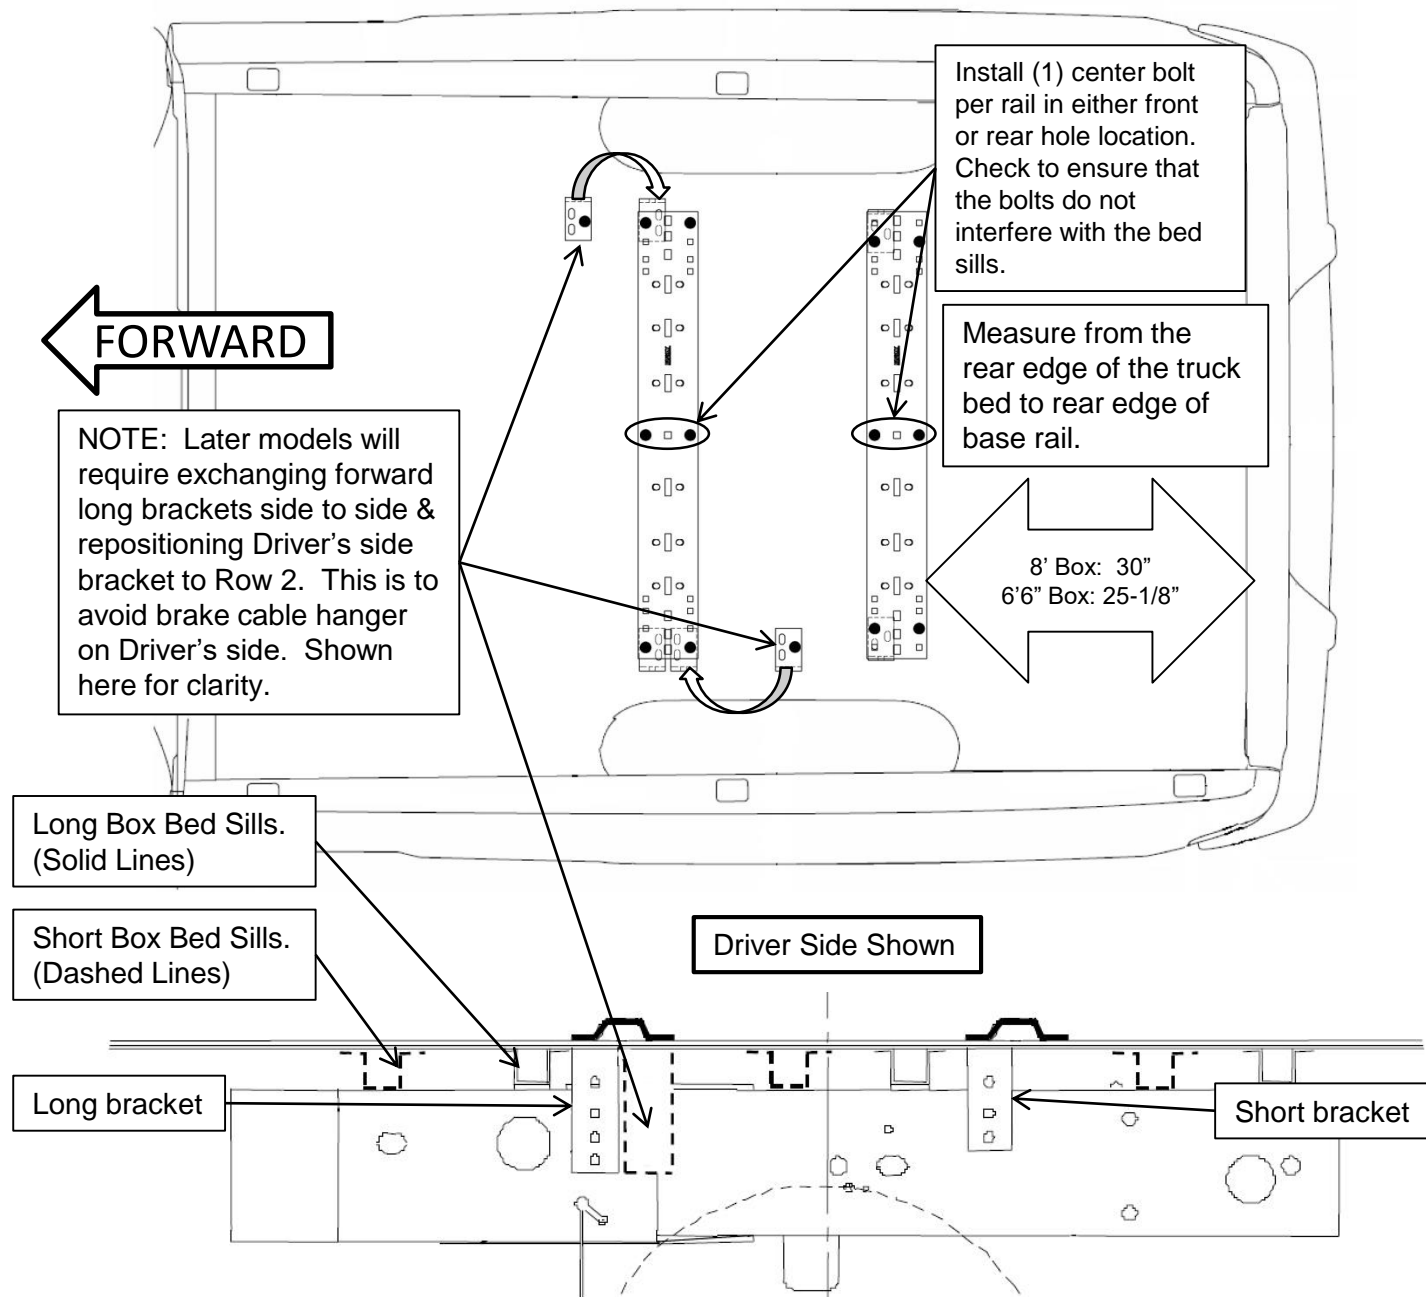 Install (1) center bolt
per rail in either front
or rear hole location.
Check to ensure that
the bolts do not
interfere with the bed
sills.
FORWARD
Measure from the
rear edge of the truck
bed to rear edge of
base rail.
NOTE:  Later models will
require exchanging forward
long brackets side to side &
repositioning Driver’s side
bracket to Row 2.  This is to
avoid brake cable hanger
on Driver’s side.  Shown
here for clarity.
8’ Box:  30”
6’6” Box: 25-1/8”
Long Box Bed Sills.
(Solid Lines)
Short Box Bed Sills.
(Dashed Lines)
Driver Side Shown
Long bracket
Short bracket